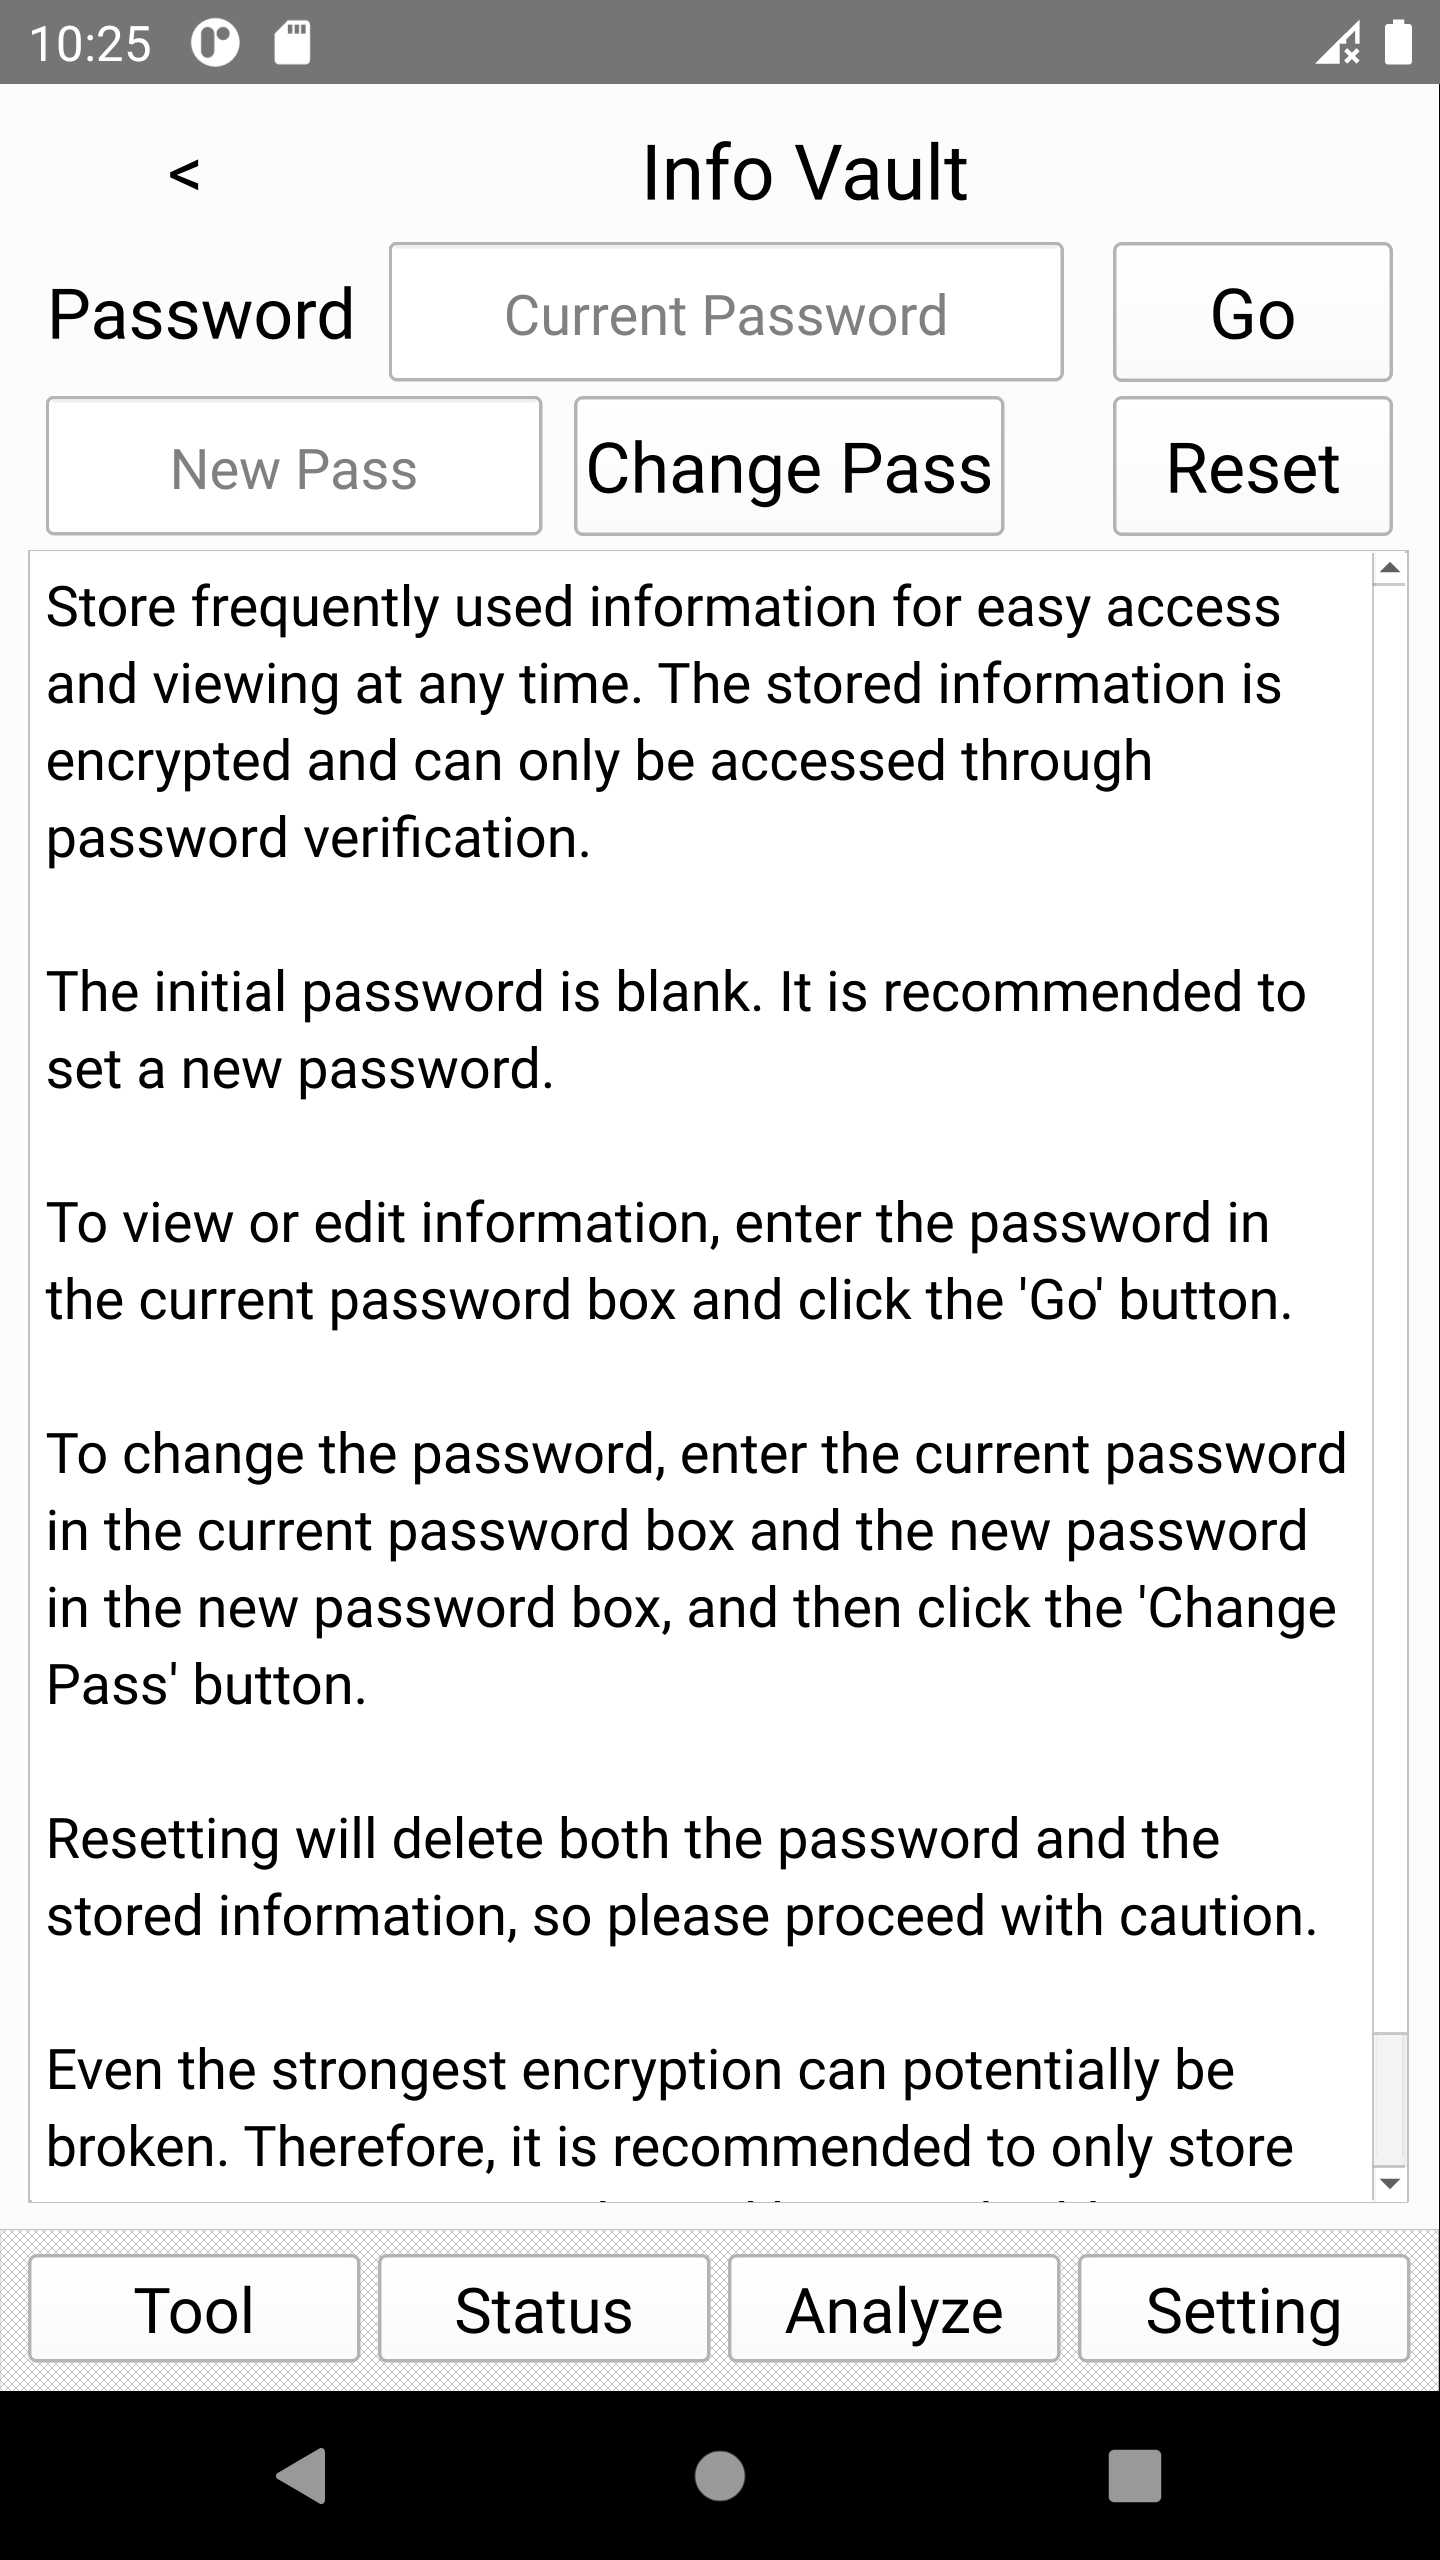 10:25
< Info Vault
Password Current Password Go
New Pass Change Pass Reset
Store frequently used information for easy access
and viewing at any time. The stored information is
encrypted and can only be accessed through
password verification.
The initial password is blank. It is recommended to
set a new password.
To view or edit information, enter the password in
the current password box and click the 'Go' button.
To change the password, enter the current password
in the current password box and the new password
in the new password box, and then click the 'Change
Pass' button.
Resetting will delete both the password and the
stored information, so please proceed with caution.
Even the strongest encryption can potentially be
broken. Therefore, it is recommended to only store
Tool Status Analyze Setting